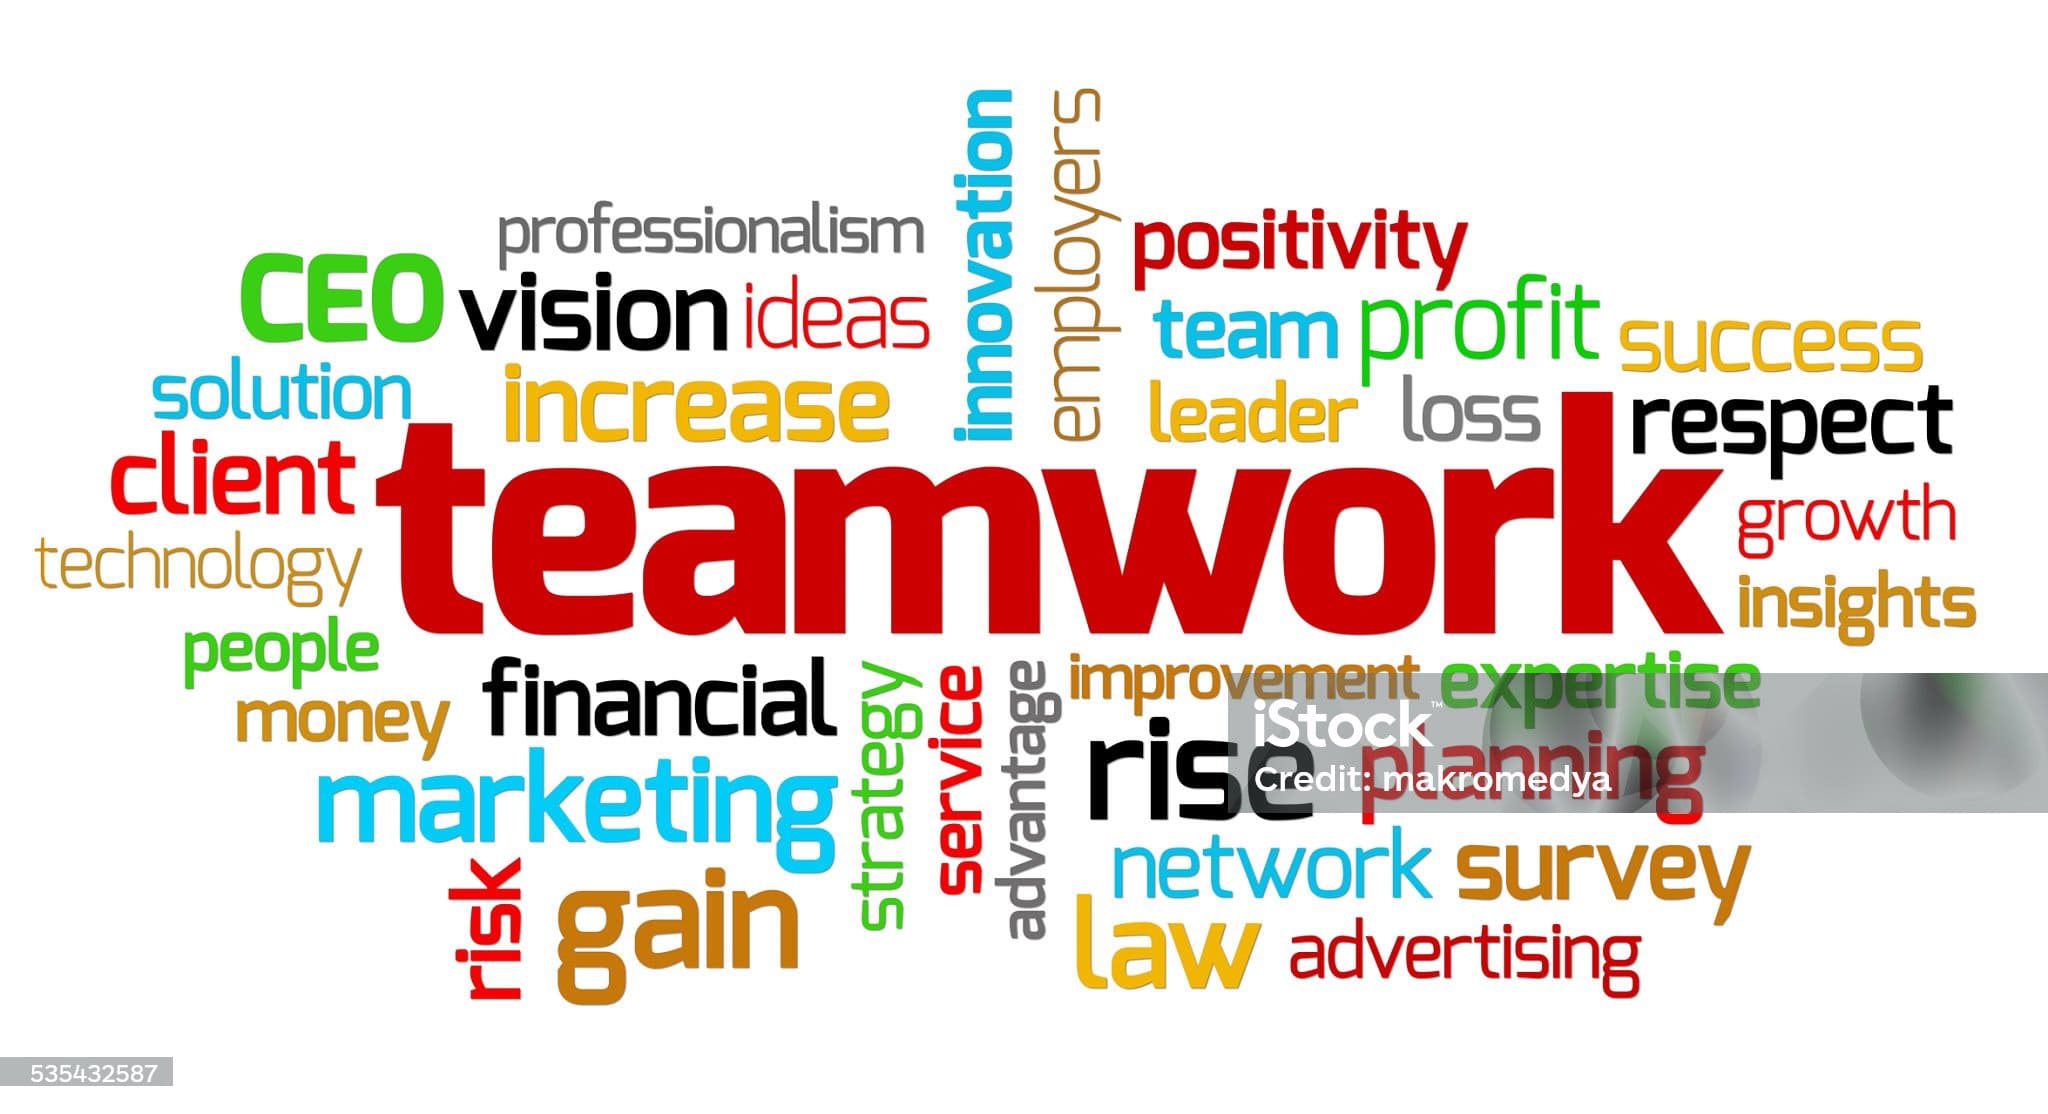 innovation
employers
professionalism
positivity
CEO
vision
ideas
team
profit
success
solution
increase
leader
loss
respect
client
teamwork
growth
technology
insights
people
financial
strategy
service
advantage
improvement
expertise
money
rise
iStock™
planning
Credit: makromedya
marketing
network
survey
risk
gain
law
advertising
535432587